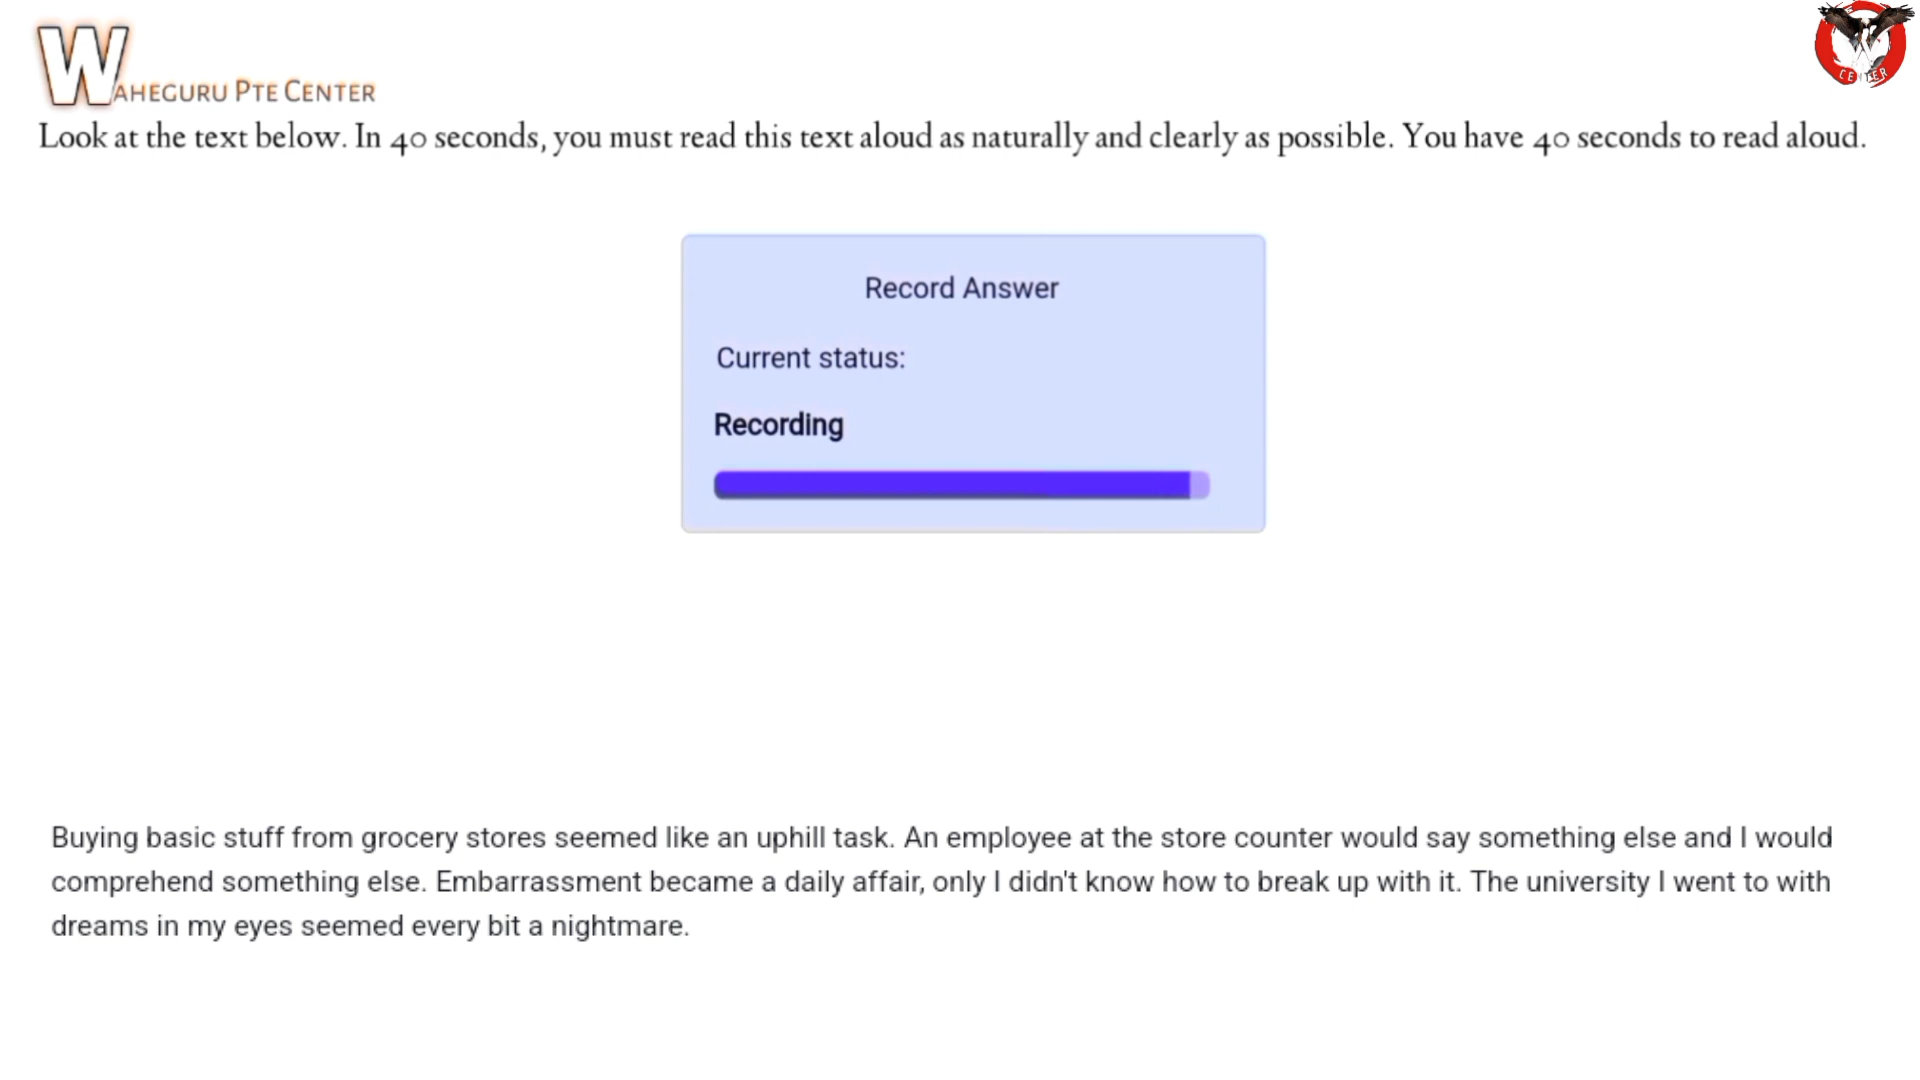 WAHEGURU PTE CENTER
CENTER
Look at the text below. In 40 seconds, you must read this text aloud as naturally and clearly as possible. You have 40 seconds to read aloud.
Record Answer
Current status:
Recording
Buying basic stuff from grocery stores seemed like an uphill task. An employee at the store counter would say something else and I would
comprehend something else. Embarrassment became a daily affair, only I didn't know how to break up with it. The university I went to with
dreams in my eyes seemed every bit a nightmare.